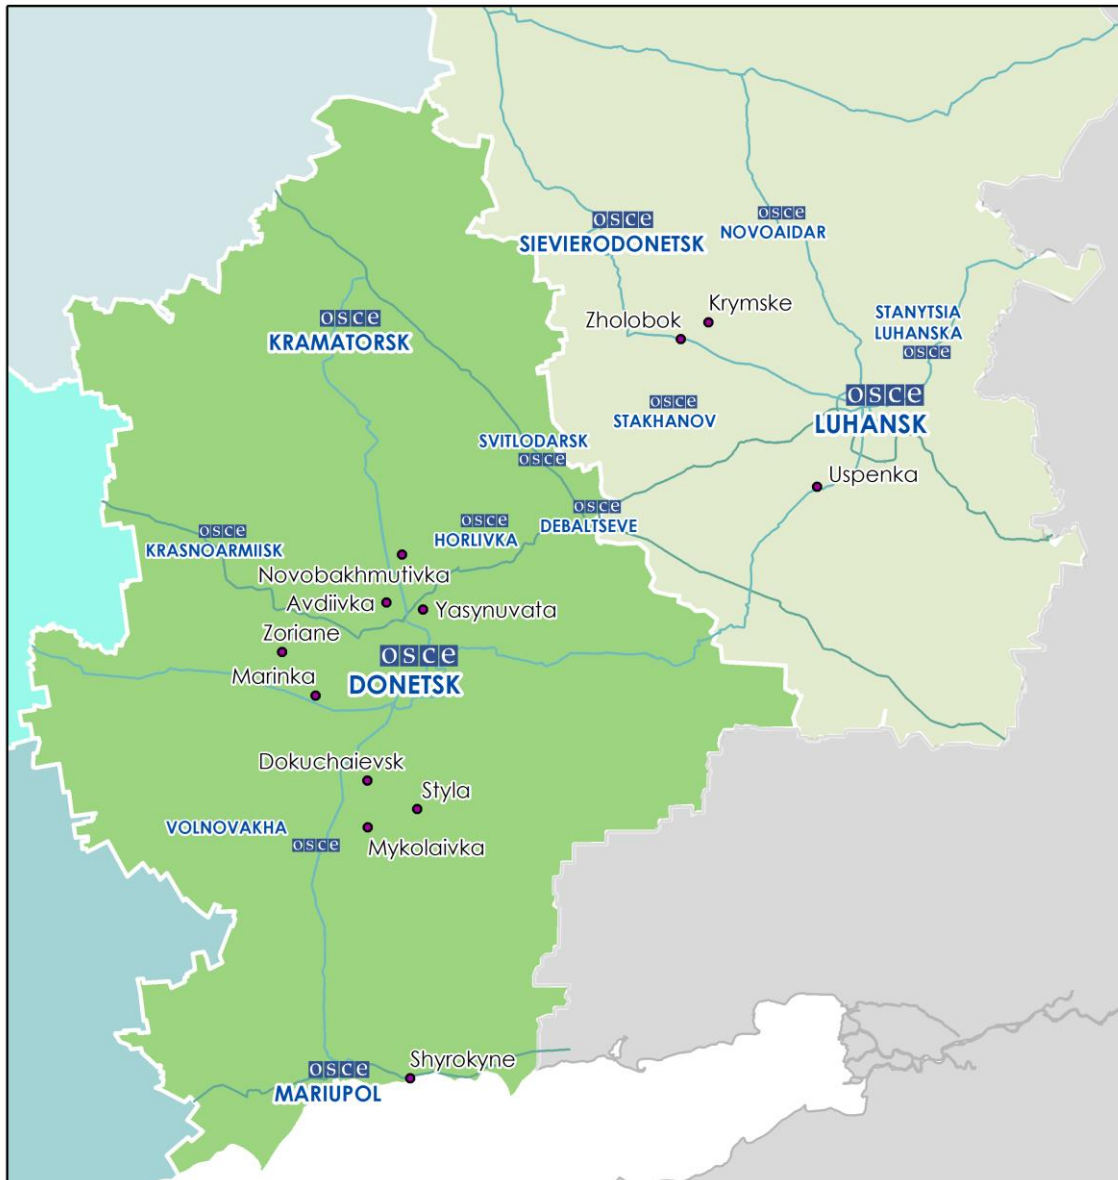 osce
SIEVIERODONETSK
osce
NOVOAIDAR
osce
KRAMATORSK
Krymske
Zholobok
STANYTSIA
LUHANSKA
osce
osce
LUHANSK
osce
STAKHANOV
SVITLODARSK
osce
Uspenka
osce
DEBALTSEVE
osce
HORLIVKA
osce
KRASNOARMIISK
Novobakhmutivka
Avdiivka
Yasynuvata
Zoriane
osce
DONETSK
Marinka
Dokuchaievsk
Styla
VOLNOVAKHA
osce
Mykolaivka
Shyrokyne
osce
MARIUPOL